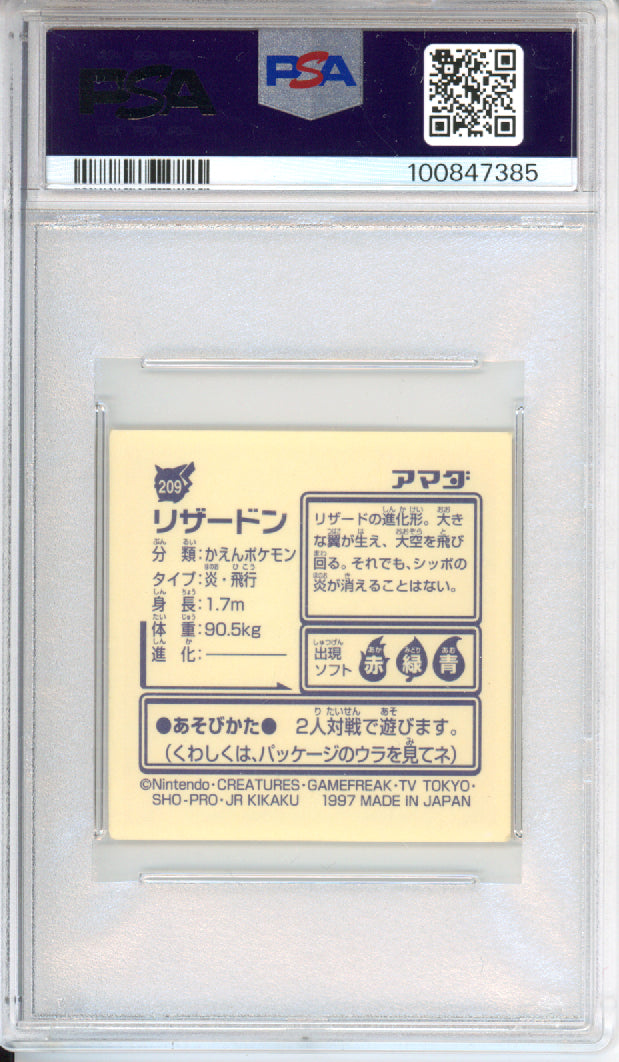 PSA
PSA
100847385
209
アマダ
リザードン
分類：かえんポケモン
タイプ：炎・飛行
身長：1.7m
体重：90.5kg
進化：
リザードの進化形。大き
な翼が生え、大空を飛び
回る。それでも、シッポの
炎が消えることはない。
出現
ソフト
赤 緑 青
●あそびかた● 2人対戦で遊びます。
（くわしくは、パッケージのウラを見てネ）
©Nintendo・CREATURES・GAMEFREAK・TV TOKYO・
SHO-PRO・JR KIKAKU 1997 MADE IN JAPAN